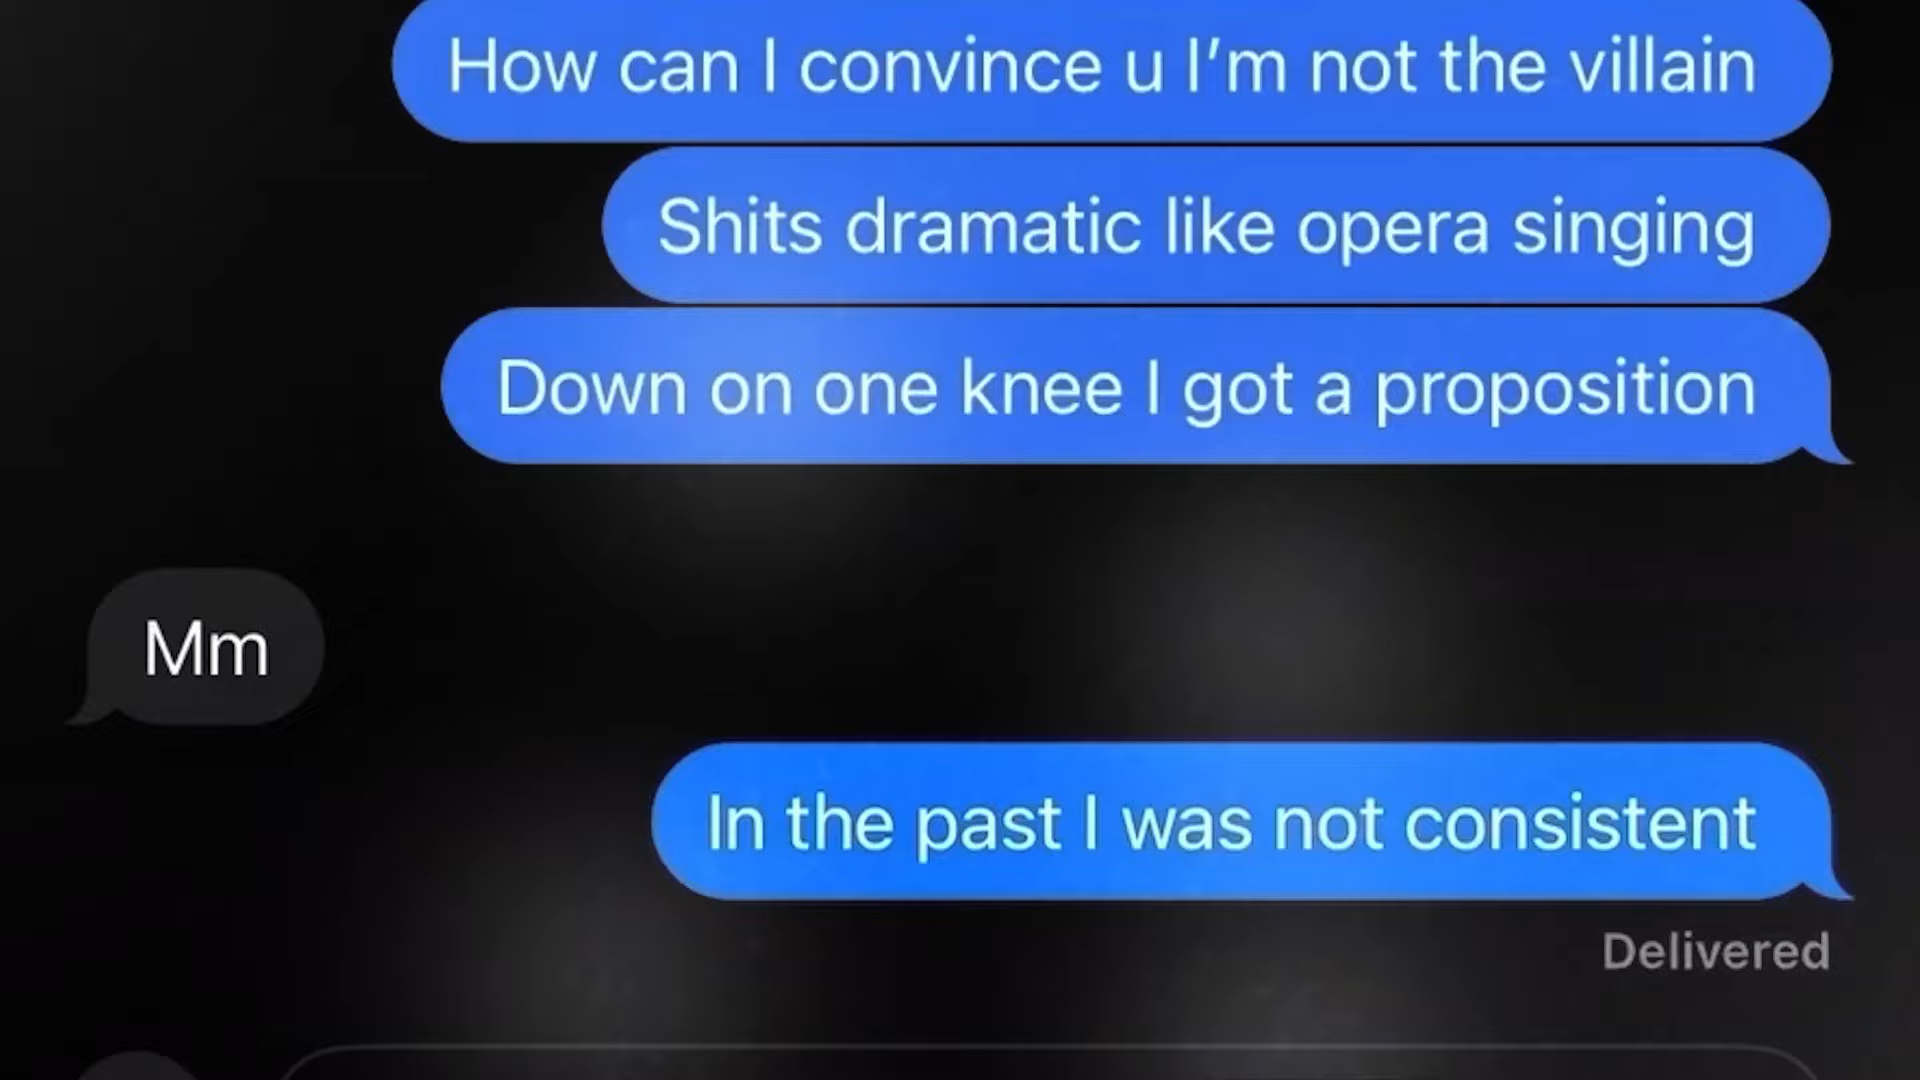 How can I convince u I’m not the villain
Shits dramatic like opera singing
Down on one knee I got a proposition
Mm
In the past I was not consistent
Delivered